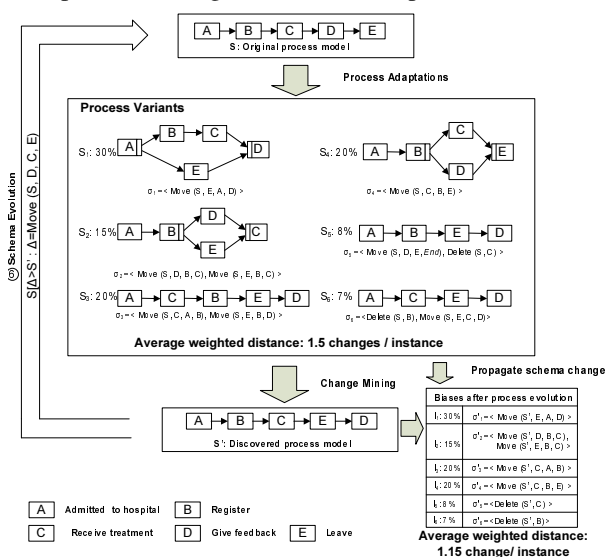 A B C D E
S: Original process model
Process Adaptations
Process Variants
S₁: 30% A B C E D
σ₁=< Move (S, E, A, D) >
S₄: 20% A B C D E
σ₄=< Move (S, C, B, E) >
S₂: 15% A B D E C
σ₂=< Move (S, D, B, C), Move (S, E, B, C) >
S₅: 8% A B E D
σ₅=< Move (S, D, E, End), Delete (S, C) >
S₃: 20% A C B E D
σ₃=< Move (S, C, A, B), Move (S, E, B, D) >
S₆: 7% A C E D
σ₆=<Delete (S, B), Move (S, E, C, D)>
Average weighted distance: 1.5 changes / instance
Schema Evolution
S[Δ>S' : Δ=Move (S, D, C, E)
Change Mining
Propagate schema change
A B C E D
S': Discovered process model
Biases after process evolution
I₁: 30% σ'₁=< Move (S', E, A, D) >
I₂: 15% σ'₂=< Move (S', D, B, C),
Move (S', E, B, C) >
I₃: 20% σ'₃=< Move (S', C, A, B) >
I₄: 20% σ'₄=< Move (S', C, B, E) >
I₅: 8% σ'₅=<Delete (S', C) >
I₆: 7% σ'₆=<Delete (S', B)>
Average weighted distance:
1.15 change/ instance
A Admitted to hospital B Register
C Receive treatment D Give feedback E Leave